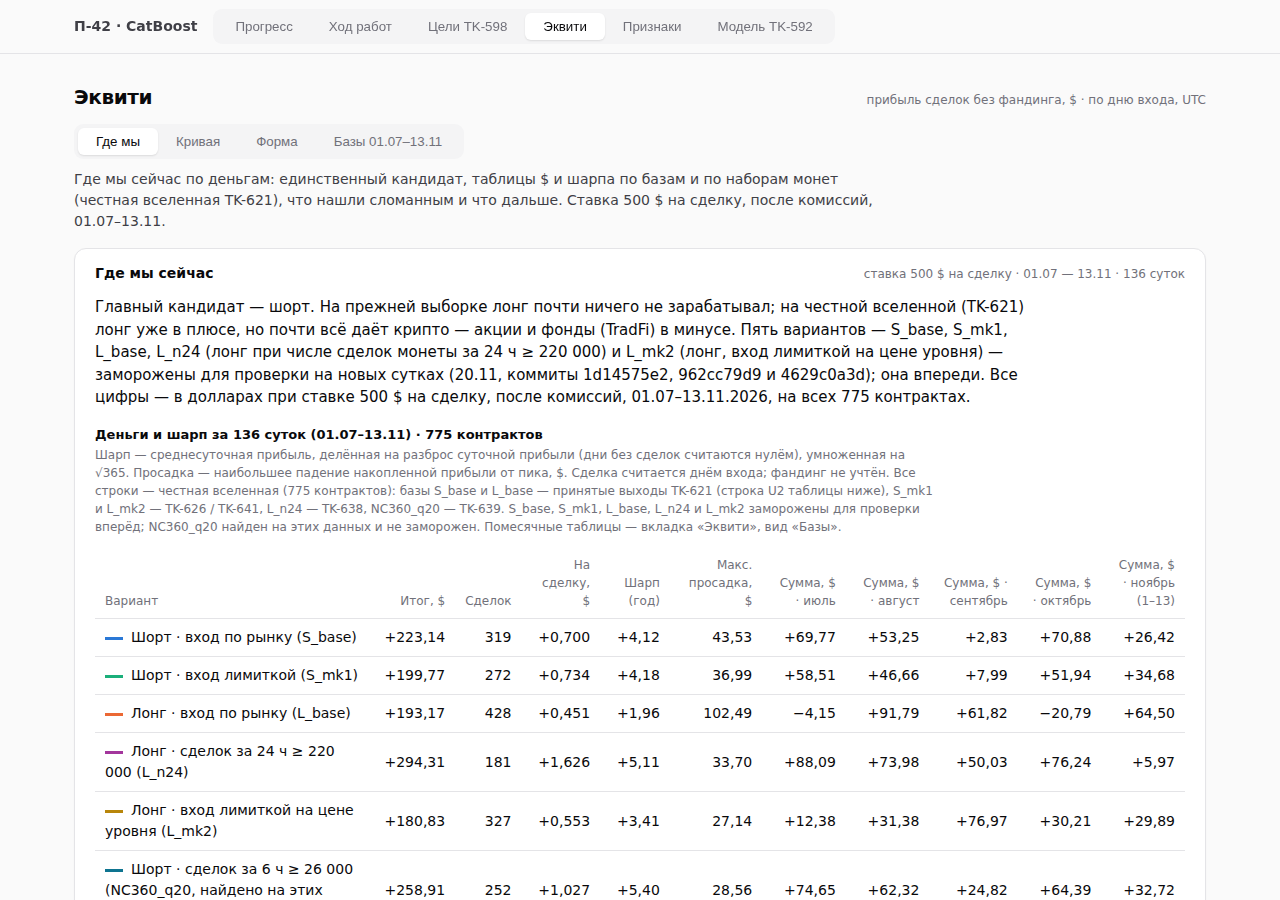 П-42 · CatBoost
Прогресс
Ход работ
Цели TK-598
Эквити
Признаки
Модель TK-592
Эквити
прибыль сделок без фандинга, $ · по дню входа, UTC
Где мы
Кривая
Форма
Базы 01.07–13.11
Где мы сейчас по деньгам: единственный кандидат, таблицы $ и шарпа по базам и по наборам монет
(честная вселенная TK-621), что нашли сломанным и что дальше. Ставка 500 $ на сделку, после комиссий,
01.07–13.11.
Где мы сейчас
ставка 500 $ на сделку · 01.07 — 13.11 · 136 суток
Главный кандидат — шорт. На прежней выборке лонг почти ничего не зарабатывал; на честной вселенной (TK-621)
лонг уже в плюсе, но почти всё даёт крипто — акции и фонды (TradFi) в минусе. Пять вариантов — S_base, S_mk1,
L_base, L_n24 (лонг при числе сделок монеты за 24 ч ≥ 220 000) и L_mk2 (лонг, вход лимиткой на цене уровня) —
заморожены для проверки на новых сутках (20.11, коммиты 1d14575e2, 962cc79d9 и 4629c0a3d); она впереди. Все
цифры — в долларах при ставке 500 $ на сделку, после комиссий, 01.07–13.11.2026, на всех 775 контрактах.
Деньги и шарп за 136 суток (01.07–13.11) · 775 контрактов
Шарп — среднесуточная прибыль, делённая на разброс суточной прибыли (дни без сделок считаются нулём), умноженная на
√365. Просадка — наибольшее падение накопленной прибыли от пика, $. Сделка считается днём входа; фандинг не учтён. Все
строки — честная вселенная (775 контрактов): базы S_base и L_base — принятые выходы TK-621 (строка U2 таблицы ниже), S_mk1
и L_mk2 — TK-626 / TK-641, L_n24 — TK-638, NC360_q20 — TK-639. S_base, S_mk1, L_base, L_n24 и L_mk2 заморожены для проверки
вперёд; NC360_q20 найден на этих данных и не заморожен. Помесячные таблицы — вкладка «Эквити», вид «Базы».
Вариант Итог, $ Сделок На сделку, $ Шарп (год) Макс. просадка, $ Сумма, $ · июль Сумма, $ · август Сумма, $ · сентябрь Сумма, $ · октябрь Сумма, $ · ноябрь (1–13)
Шорт · вход по рынку (S_base) +223,14 319 +0,700 +4,12 43,53 +69,77 +53,25 +2,83 +70,88 +26,42
Шорт · вход лимиткой (S_mk1) +199,77 272 +0,734 +4,18 36,99 +58,51 +46,66 +7,99 +51,94 +34,68
Лонг · вход по рынку (L_base) +193,17 428 +0,451 +1,96 102,49 −4,15 +91,79 +61,82 −20,79 +64,50
Лонг · сделок за 24 ч ≥ 220
000 (L_n24) +294,31 181 +1,626 +5,11 33,70 +88,09 +73,98 +50,03 +76,24 +5,97
Лонг · вход лимиткой на цене
уровня (L_mk2) +180,83 327 +0,553 +3,41 27,14 +12,38 +31,38 +76,97 +30,21 +29,89
Шорт · сделок за 6 ч ≥ 26 000
(NC360_q20, найдено на этих +258,91 252 +1,027 +5,40 28,56 +74,65 +62,32 +24,82 +64,39 +32,72